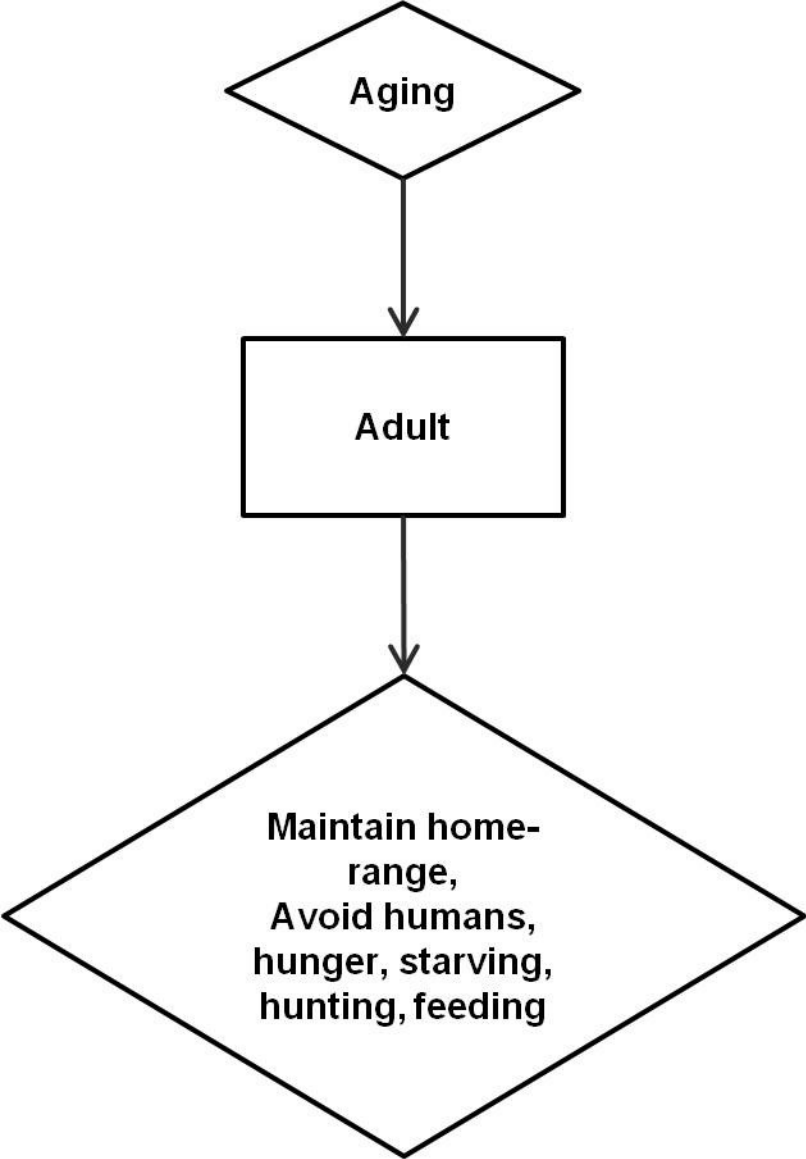 Aging
Adult
Maintain home-
range,
Avoid humans,
hunger, starving,
hunting, feeding